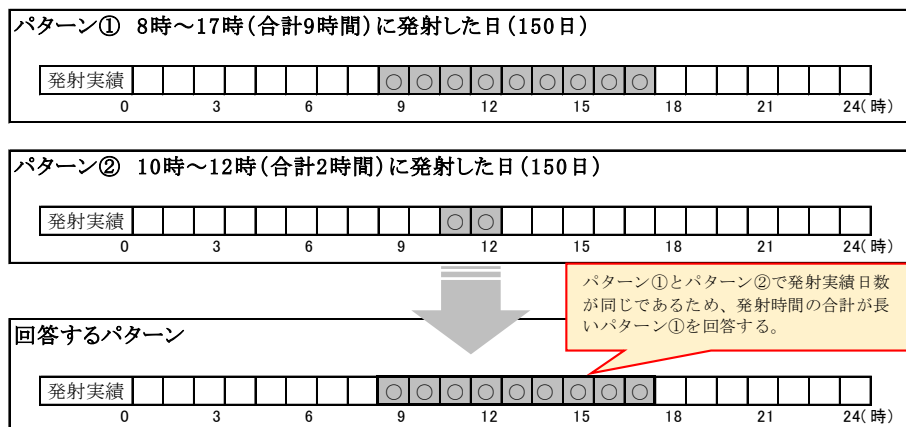 パターン① 8時～17時(合計9時間)に発射した日(150日)
発射実績 ○ ○ ○ ○ ○ ○ ○ ○ ○
0 3 6 9 12 15 18 21 24(時)
パターン② 10時～12時(合計2時間)に発射した日(150日)
発射実績 ○ ○
0 3 6 9 12 15 18 21 24(時)
パターン①とパターン②で発射実績日数
が同じであるため、発射時間の合計が長
いパターン①を回答する。
回答するパターン
発射実績 ○ ○ ○ ○ ○ ○ ○ ○ ○
0 3 6 9 12 15 18 21 24(時)